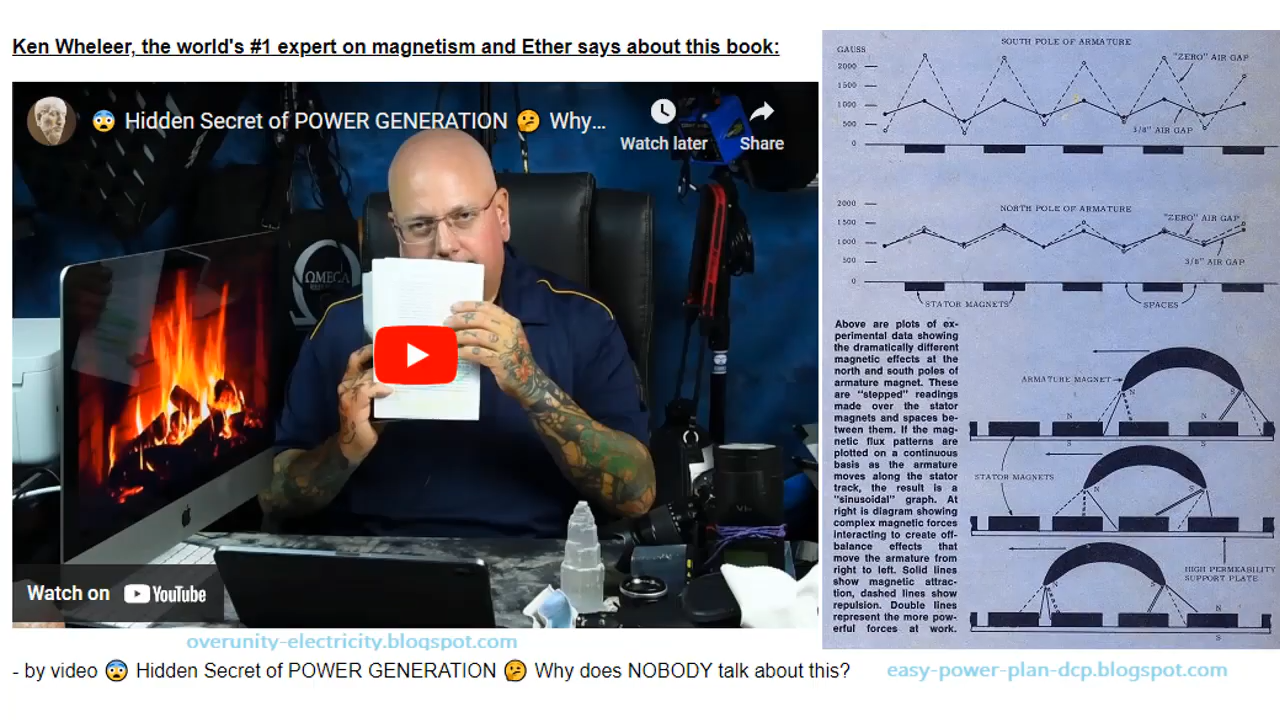 Ken Wheleer, the world's #1 expert on magnetism and Ether says about this book:
😨 Hidden Secret of POWER GENERATION 🤔 Why...
Watch later
Share
ΩMEGA
Watch on YouTube
overunity-electricity.blogspot.com
- by video 😨 Hidden Secret of POWER GENERATION 🤔 Why does NOBODY talk about this?
GAUSS
SOUTH POLE OF ARMATURE
"ZERO" AIR GAP
2000
1500
1000
500
0
3/8" AIR GAP
NORTH POLE OF ARMATURE
2000
1500
1000
500
0
"ZERO" AIR GAP
3/8" AIR GAP
STATOR MAGNETS
SPACES
Above are plots of ex-
perimental data showing
the dramatically different
magnetic effects at the
north and south poles of
armature magnet. These
are "stepped" readings
made over the stator
magnets and spaces be-
tween them. If the mag-
netic flux patterns are
plotted on a continuous
basis as the armature
moves along the stator
track, the result is a
"sinusoidal" graph. At
right is diagram showing
complex magnetic forces
interacting to create off-
balance effects that
move the armature from
right to left. Solid lines
show magnetic attrac-
tion, dashed lines show
repulsion. Double lines
represent the more pow-
erful forces at work.
ARMATURE MAGNET
N
S
N
N
S
S
STATOR MAGNETS
N
S
HIGH PERMEABILITY
SUPPORT PLATE
N
S
N
S
easy-power-plan-dcp.blogspot.com